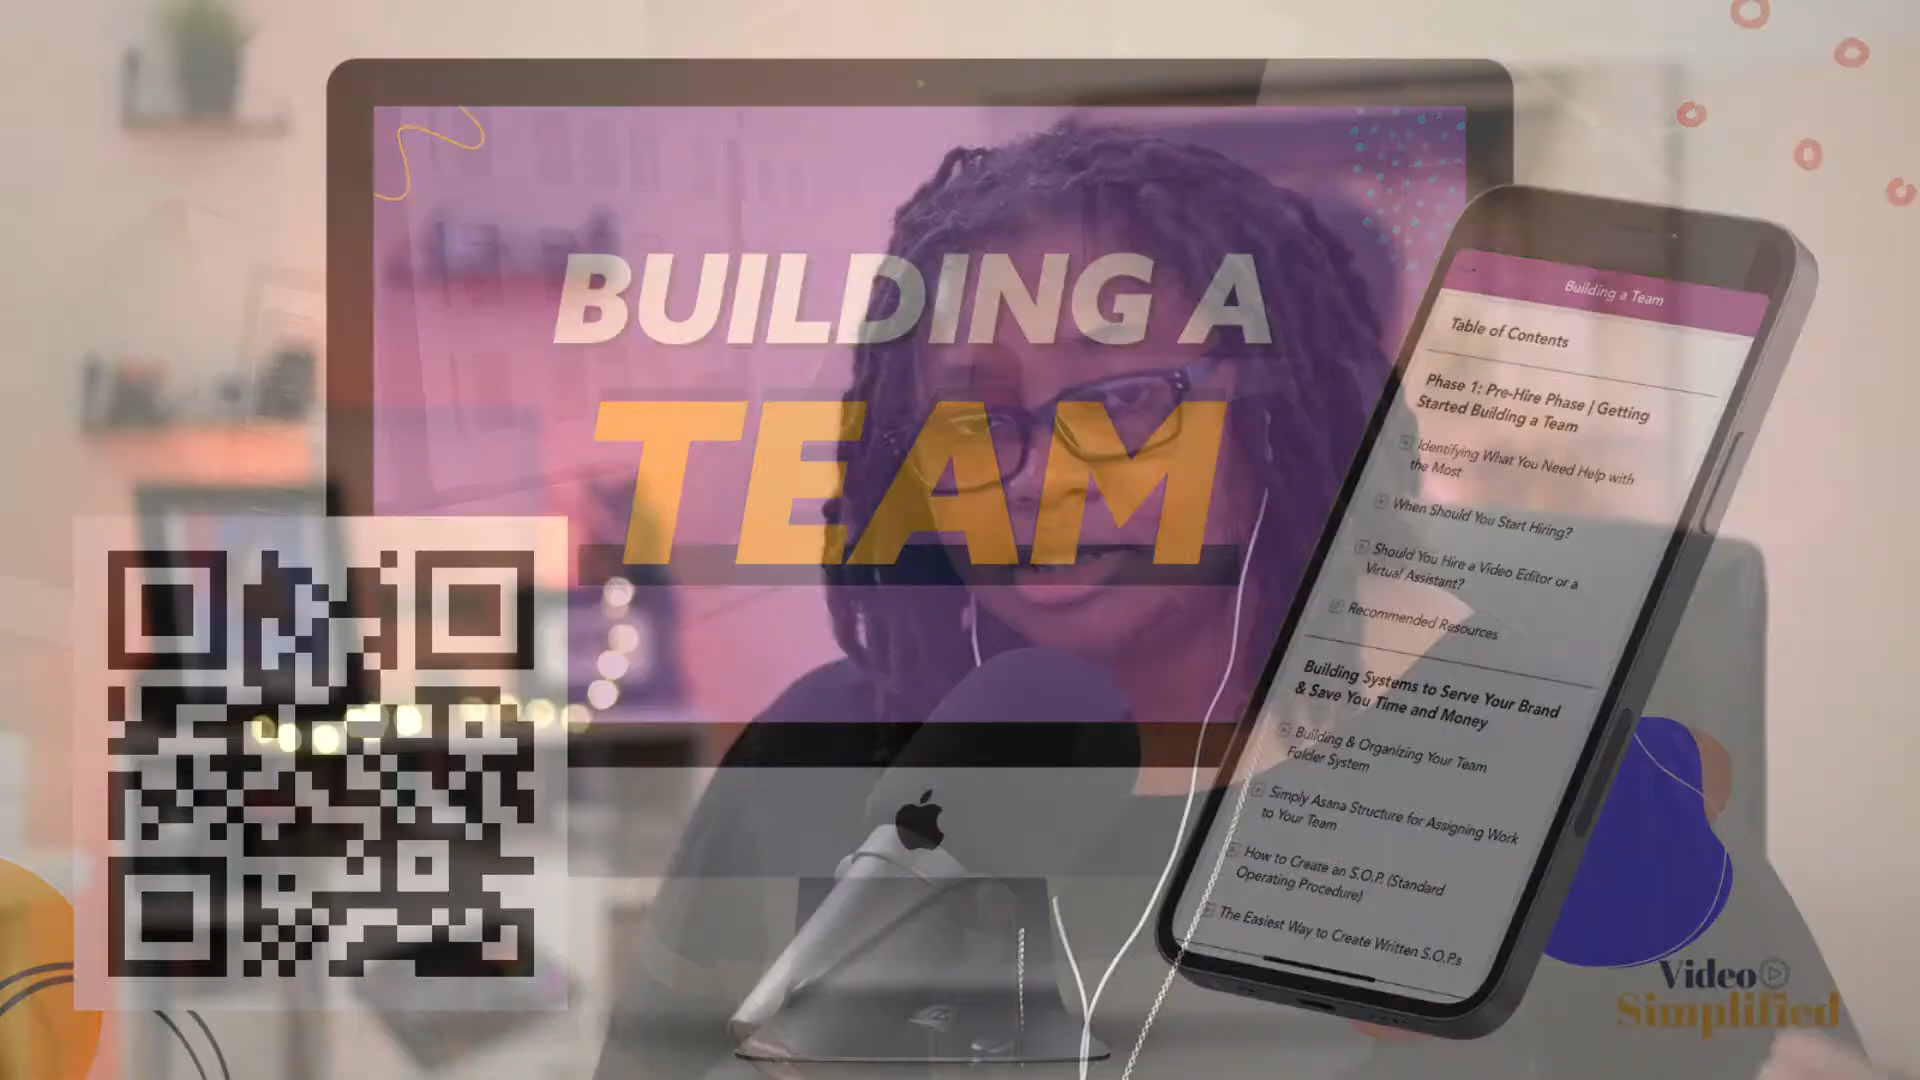 BUILDING A
TEAM
Building a Team
Table of Contents
Phase 1: Pre-Hire Phase | Getting
Started Building a Team
Identifying What You Need Help with
the Most
When Should You Start Hiring?
Should You Hire a Video Editor or a
Virtual Assistant?
Recommended Resources
Building Systems to Serve Your Brand
& Save You Time and Money
Building & Organizing Your Team
Folder System
Simply Asana Structure for Assigning Work
to Your Team
How to Create an S.O.P. (Standard
Operating Procedure)
The Easiest Way to Create Written S.O.P.s
Video
Simplified